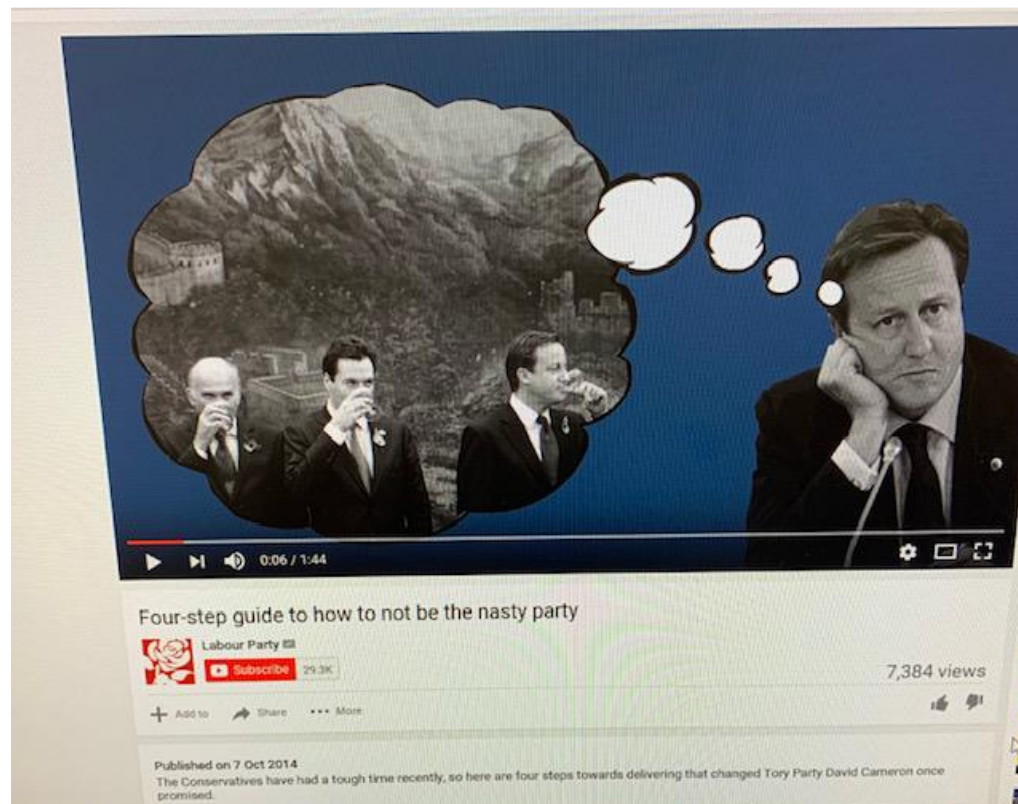 0:06 / 1:44
Four-step guide to how to not be the nasty party
Labour Party
Subscribe 29.3K
7,384 views
Add to Share More
Published on 7 Oct 2014
The Conservatives have had a tough time recently, so here are four steps towards delivering that changed Tory Party David Cameron once
promised.